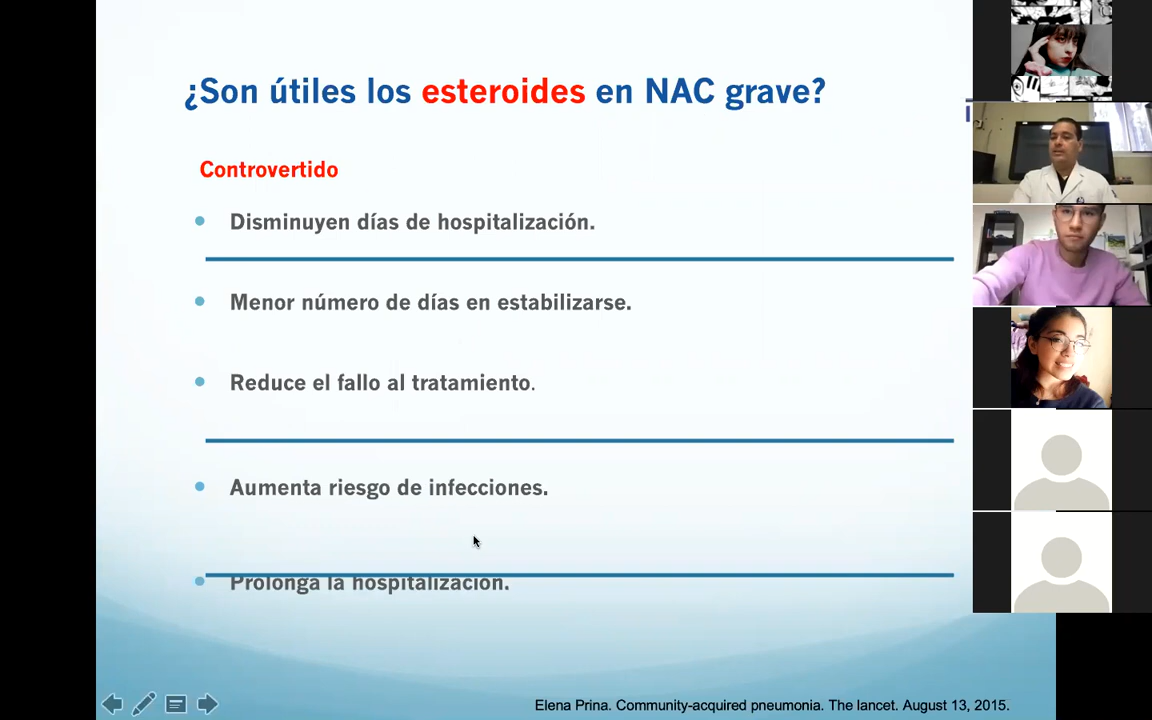 ¿Son útiles los esteroides en NAC grave?
Controvertido
Disminuyen días de hospitalización.
Menor número de días en estabilizarse.
Reduce el fallo al tratamiento.
Aumenta riesgo de infecciones.
Prolonga la hospitalización.
Elena Prina. Community-acquired pneumonia. The lancet. August 13, 2015.